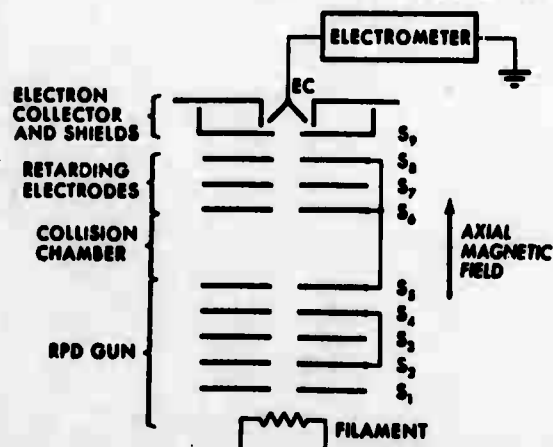 ELECTROMETER
EC
ELECTRON
COLLECTOR
AND SHIELDS
S₉
S₈
RETARDING
ELECTRODES
S₇
S₆
COLLISION
CHAMBER
AXIAL
MAGNETIC
FIELD
S₅
S₄
RPD GUN
S₃
S₂
S₁
FILAMENT